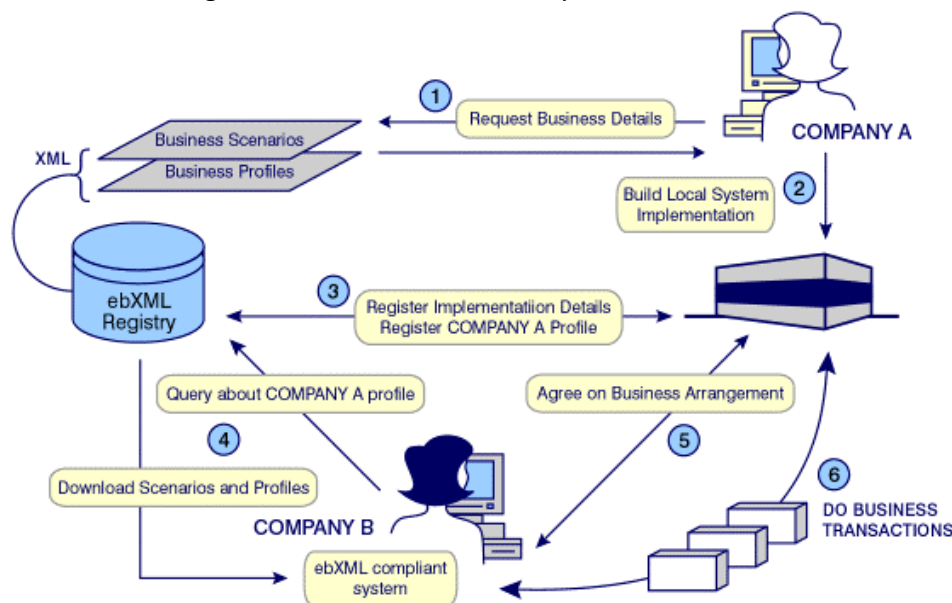 1
Request Business Details
COMPANY A
Business Scenarios
XML
Business Profiles
2
Build Local System
Implementation
ebXML
Registry
3
Register Implementatiion Details
Register COMPANY A Profile
Query about COMPANY A profile
Agree on Business Arrangement
4
5
Download Scenarios and Profiles
6
DO BUSINESS
TRANSACTIONS
COMPANY B
ebXML compliant
system